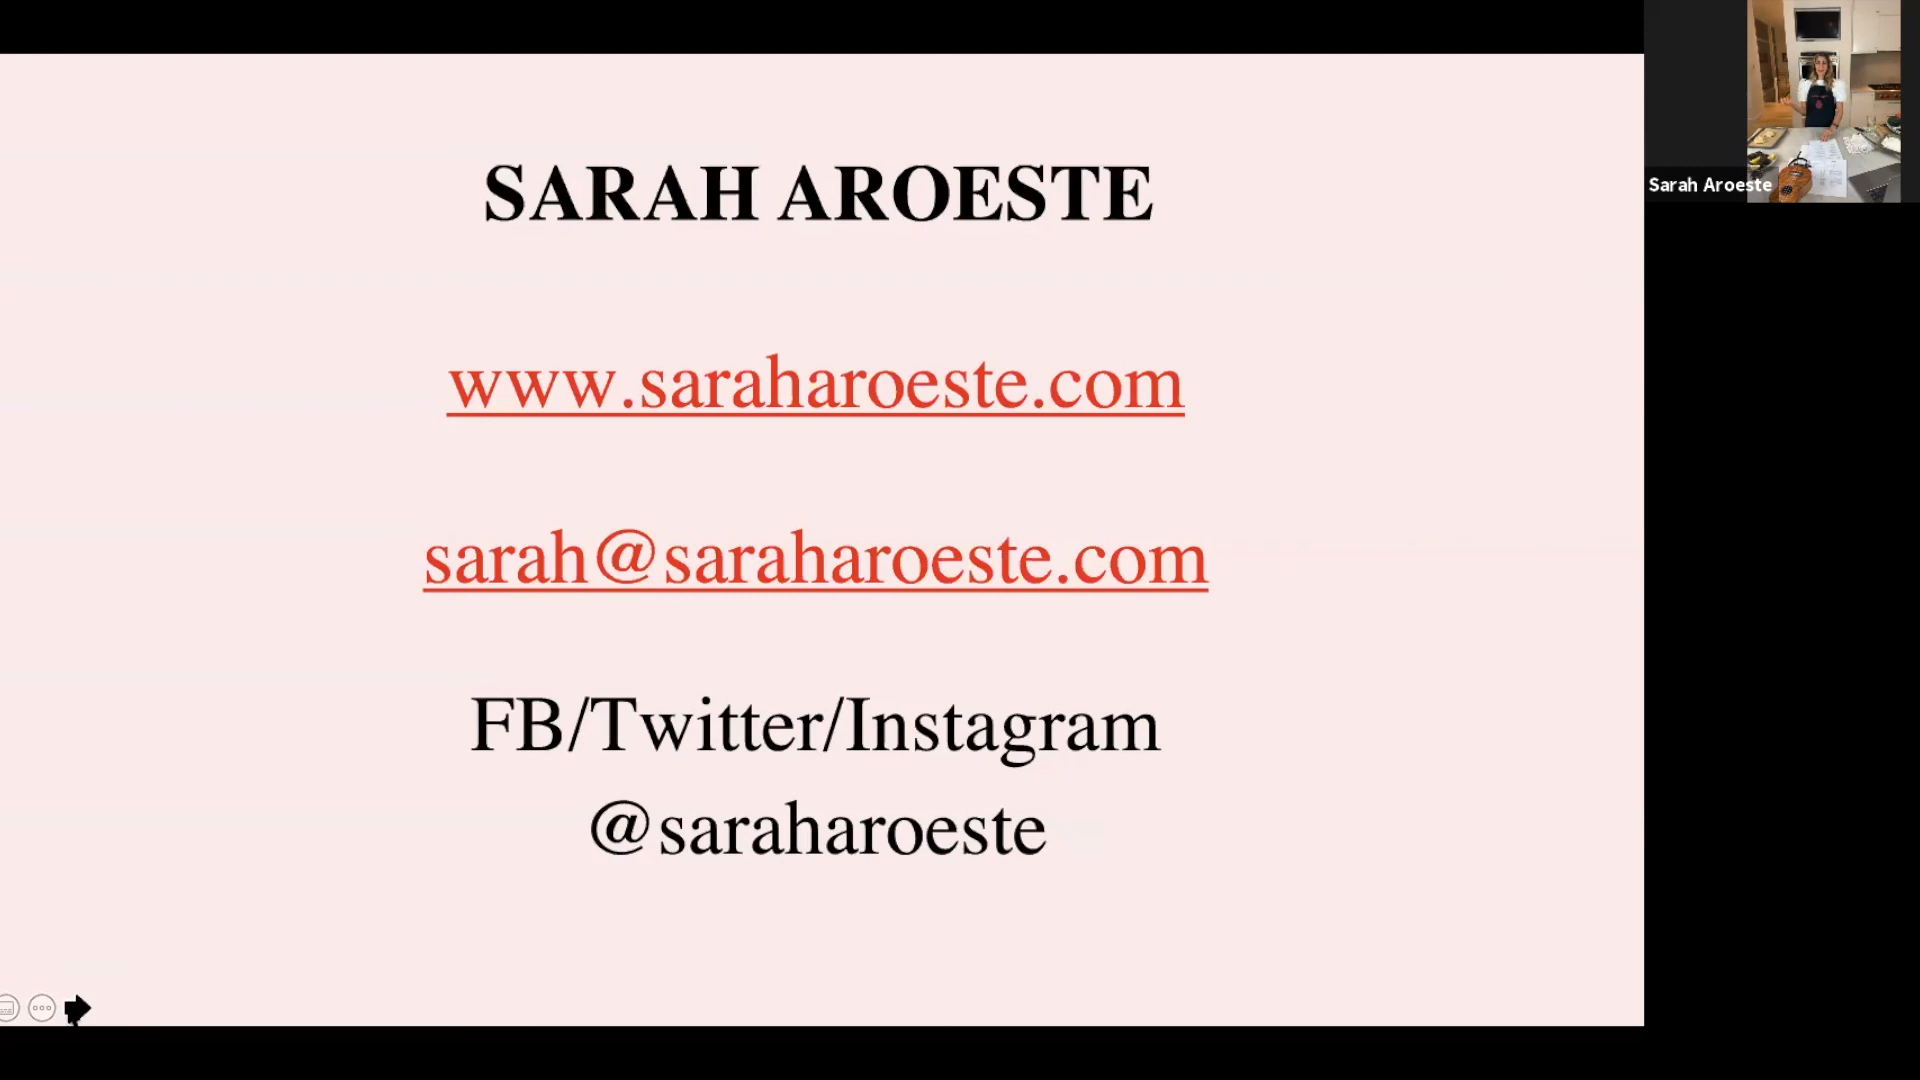 SARAH AROESTE
www.saraharoeste.com
sarah@saraharoeste.com
FB/Twitter/Instagram
@saraharoeste
Sarah Aroeste